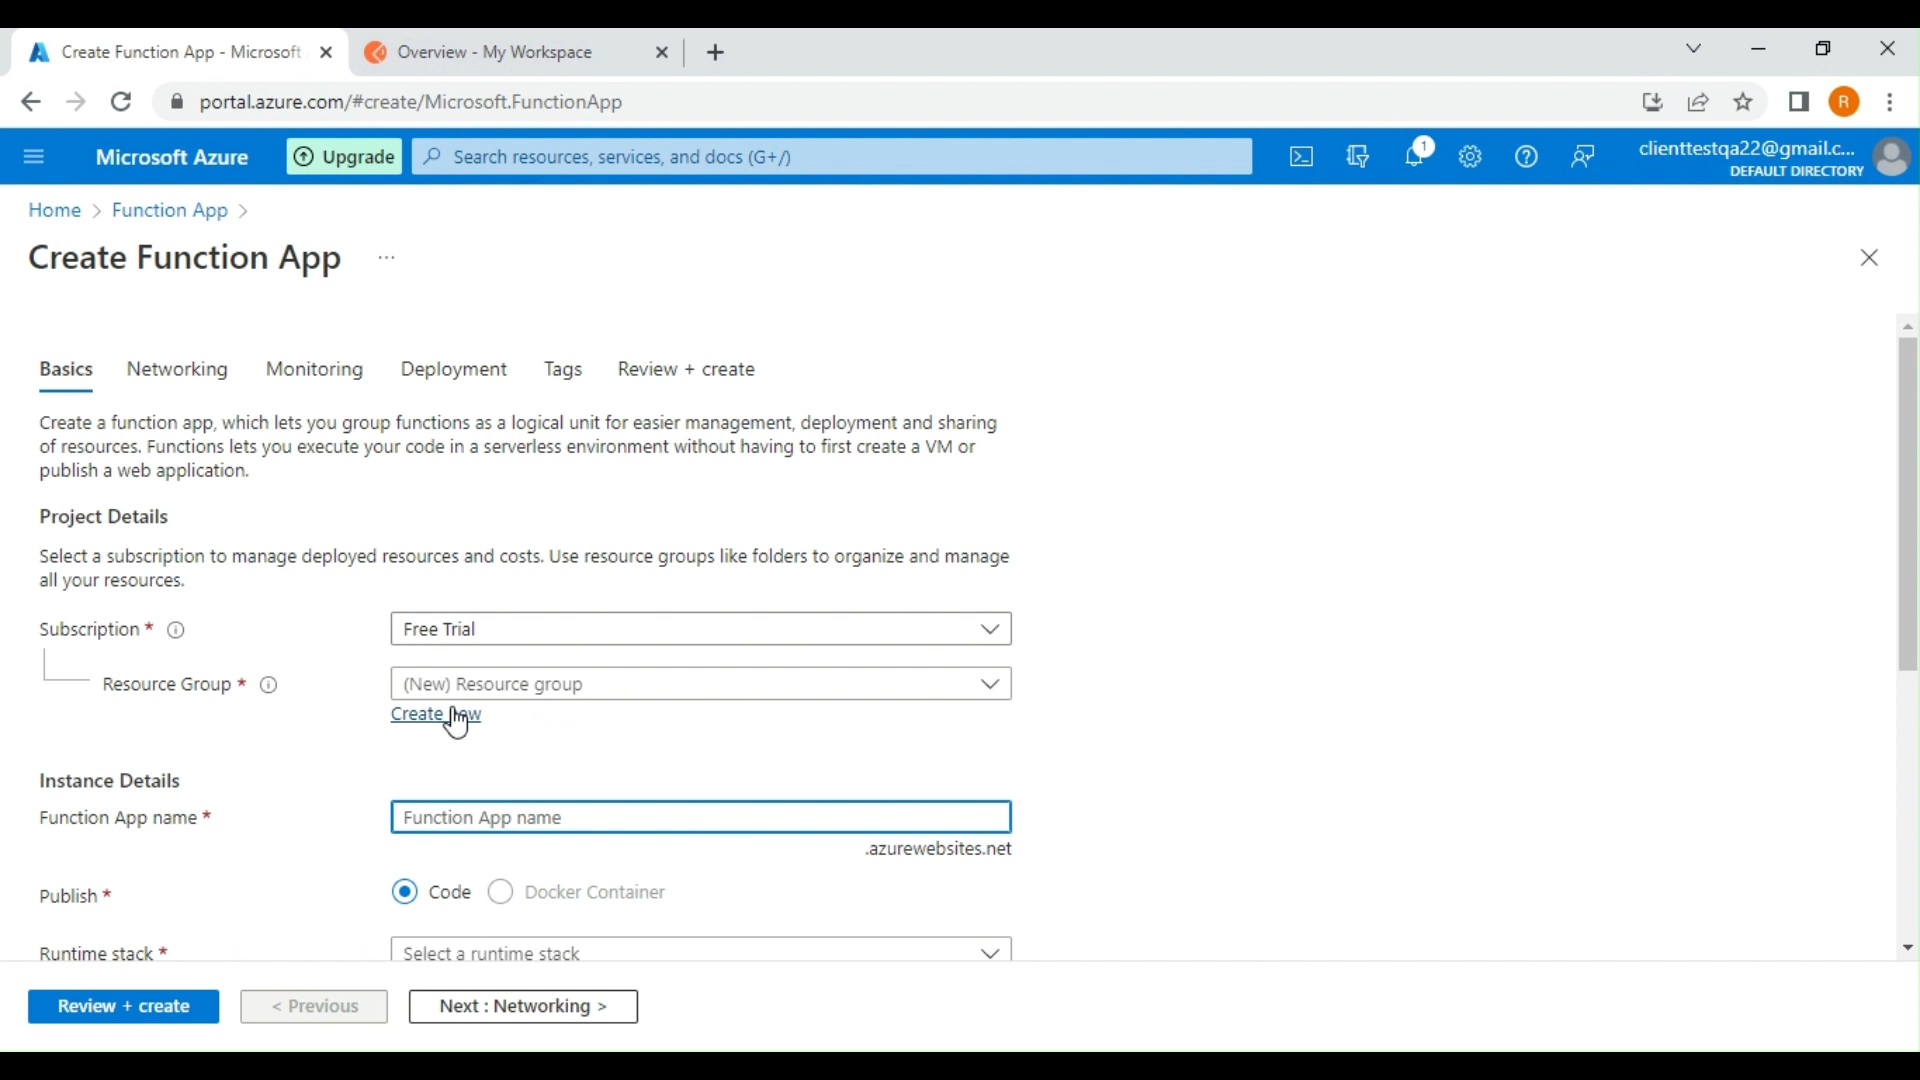 Create Function App - Microsoft
Overview - My Workspace
portal.azure.com/#create/Microsoft.FunctionApp
R
Microsoft Azure
Upgrade
Search resources, services, and docs (G+/)
1
clienttestqa22@gmail.c...
DEFAULT DIRECTORY
Home > Function App >
Create Function App ...
Basics Networking Monitoring Deployment Tags Review + create
Create a function app, which lets you group functions as a logical unit for easier management, deployment and sharing
of resources. Functions lets you execute your code in a serverless environment without having to first create a VM or
publish a web application.
Project Details
Select a subscription to manage deployed resources and costs. Use resource groups like folders to organize and manage
all your resources.
Subscription *
Free Trial
Resource Group *
(New) Resource group
Create new
Instance Details
Function App name *
Function App name
.azurewebsites.net
Publish *
Code
Docker Container
Runtime stack *
Select a runtime stack
Review + create
< Previous
Next : Networking >